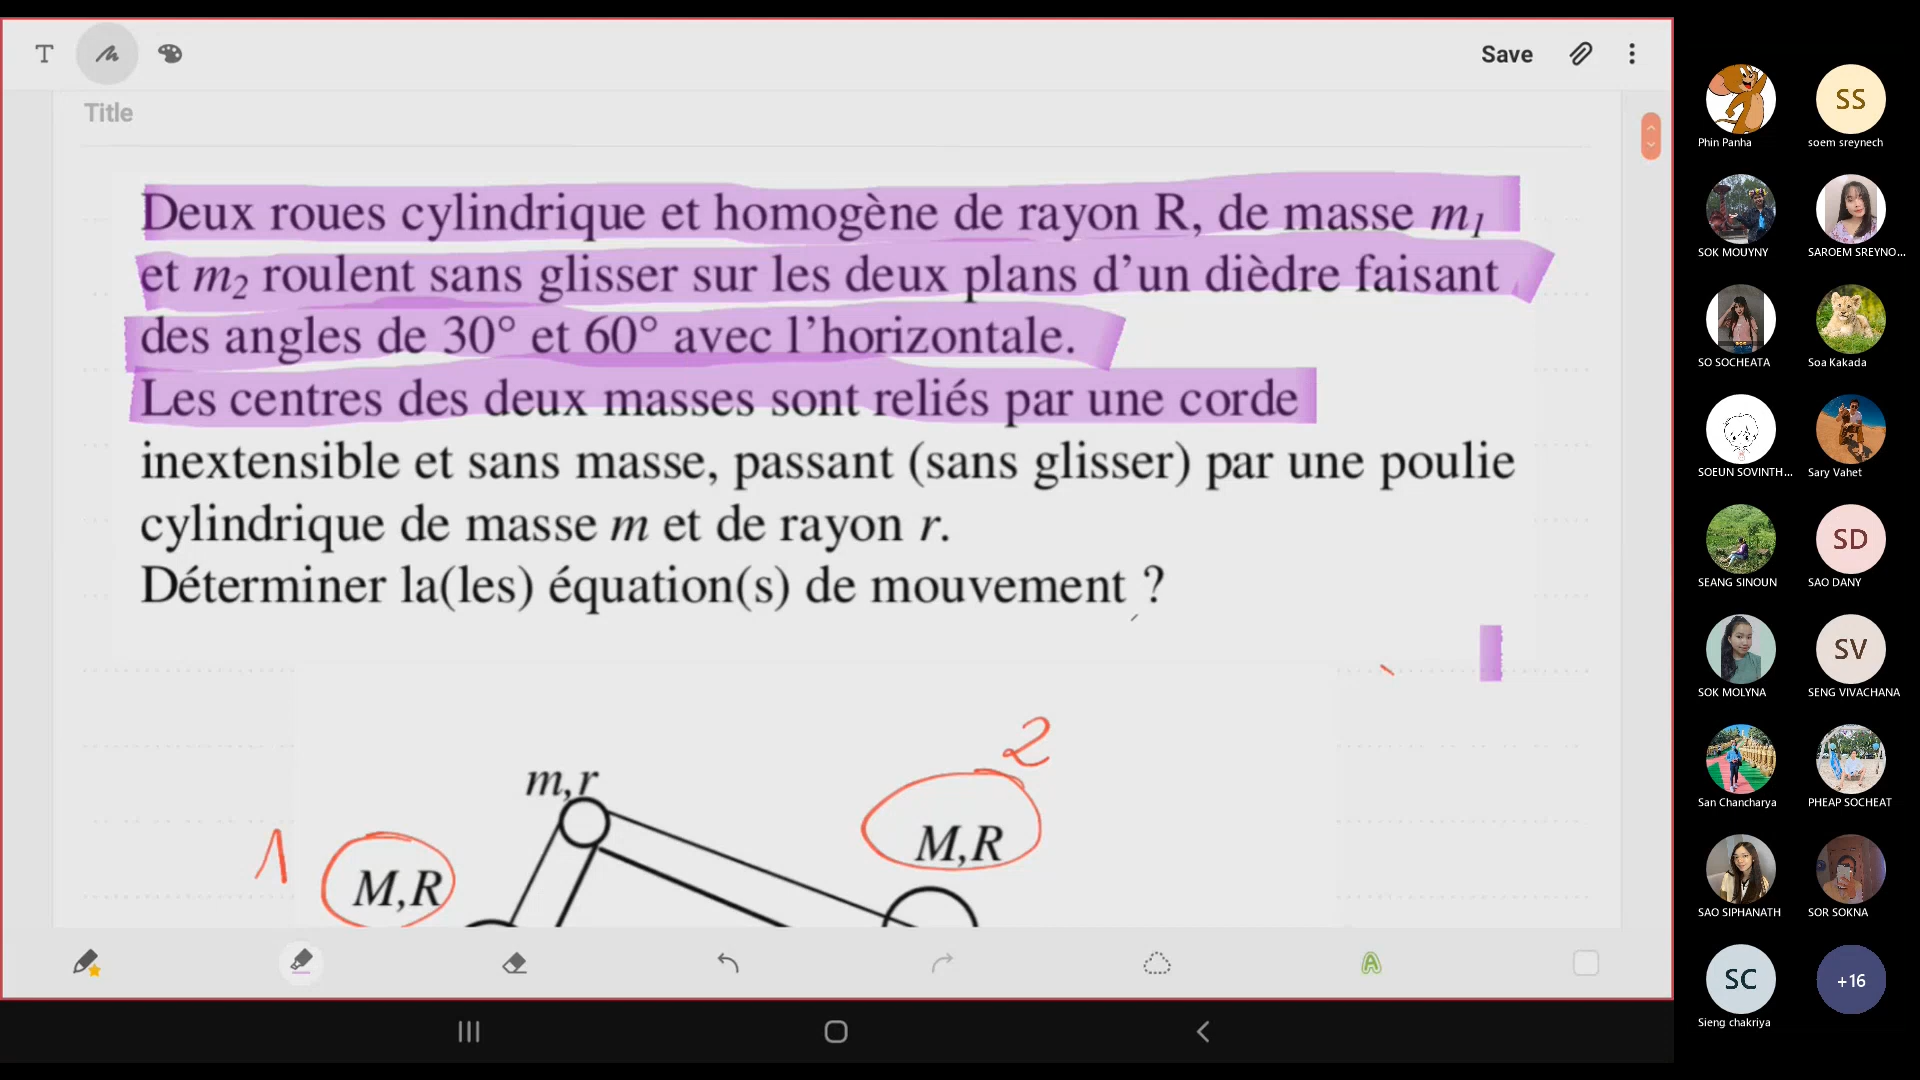 Save
Title
Deux roues cylindrique et homogène de rayon R, de masse m₁
et m₂ roulent sans glisser sur les deux plans d’un dièdre faisant
des angles de 30° et 60° avec l’horizontale.
Les centres des deux masses sont reliés par une corde
inextensible et sans masse, passant (sans glisser) par une poulie
cylindrique de masse m et de rayon r.
Déterminer la(les) équation(s) de mouvement ?
2
m,r
M,R
1
M,R
Phin Panha
SS
soem sreynech
SOK MOUYNY
SAROEM SREYNO...
SO SOCHEATA
Soa Kakada
SOEUN SOVINTH...
Sary Vahet
SEANG SINOUN
SD
SAO DANY
SOK MOLYNA
SV
SENG VIVACHANA
San Chancharya
PHEAP SOCHEAT
SAO SIPHANATH
SOR SOKNA
SC
Sieng chakriya
+16